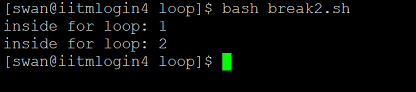 [swan@iitmlogin4 loop]$ bash break2.sh
inside for loop: 1
inside for loop: 2
[swan@iitmlogin4 loop]$